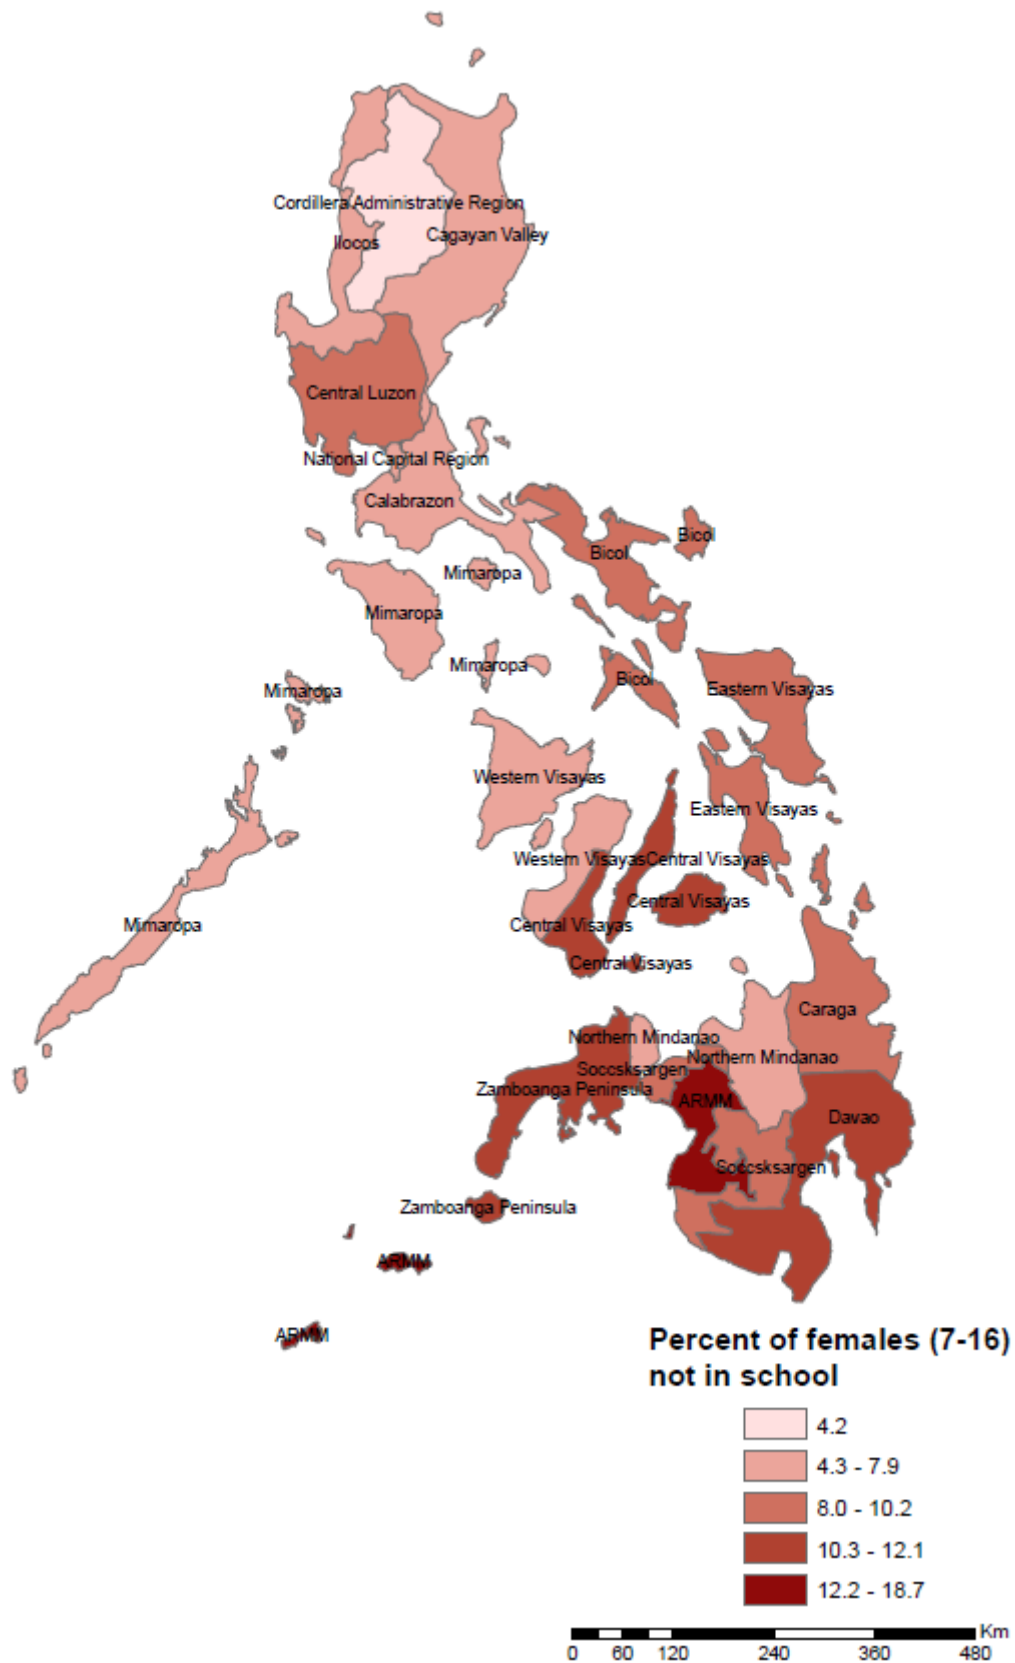 Cordillera Administrative Region
Ilocos
Cagayan Valley
Central Luzon
National Capital Region
Calabrazon
Bicol
Bicol
Mimaropa
Mimaropa
Mimaropa
Bicol
Mimaropa
Eastern Visayas
Western Visayas
Eastern Visayas
Western Visayas
Central Visayas
Central Visayas
Mimaropa
Central Visayas
Central Visayas
Caraga
Northern Mindanao
Northern Mindanao
Soccsksargen
Zamboanga Peninsula
ARMM
Davao
Soccsksargen
Zamboanga Peninsula
ARMM
ARMM
Percent of females (7-16)
not in school
4.2
4.3 - 7.9
8.0 - 10.2
10.3 - 12.1
12.2 - 18.7
Km
0 60 120 240 360 480